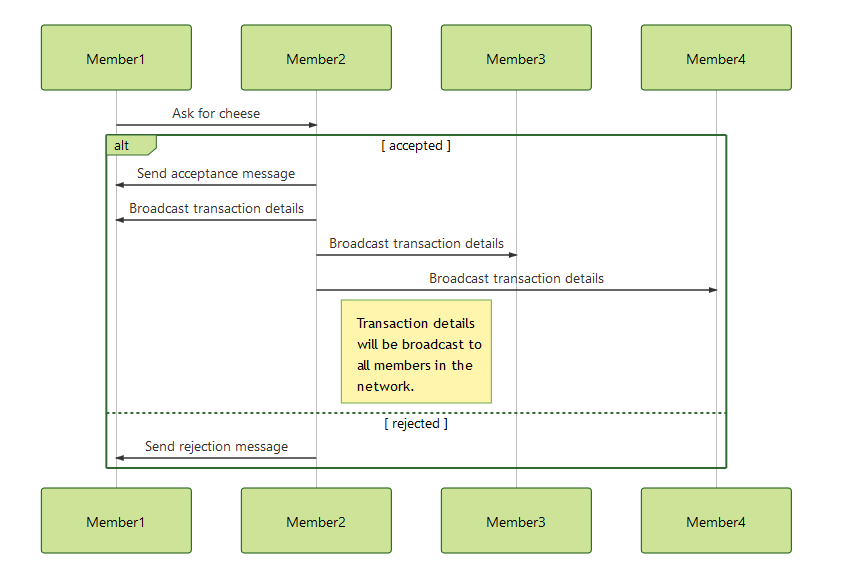 Member1
Member2
Member3
Member4
Ask for cheese
alt
[ accepted ]
Send acceptance message
Broadcast transaction details
Broadcast transaction details
Broadcast transaction details
Transaction details
will be broadcast to
all members in the
network.
[ rejected ]
Send rejection message
Member1
Member2
Member3
Member4